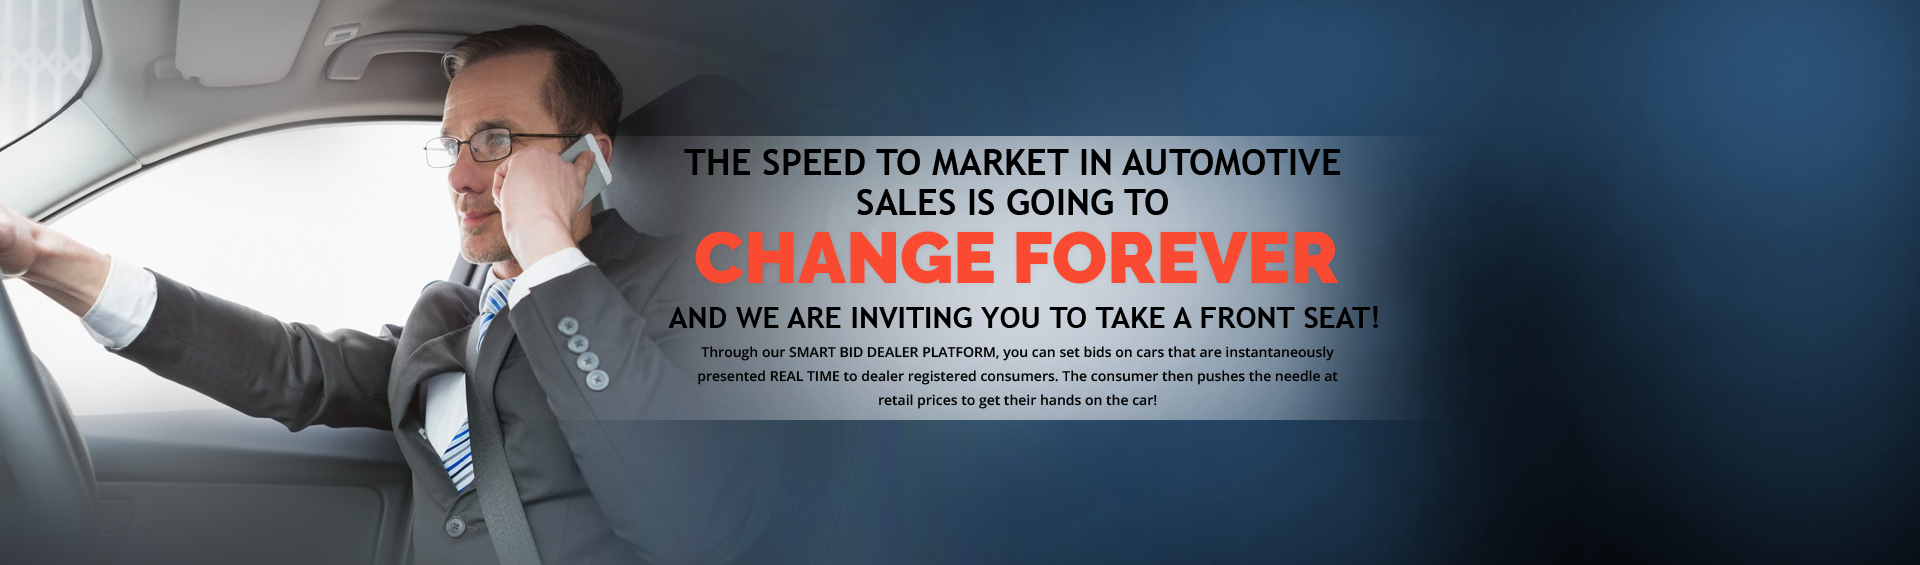 THE SPEED TO MARKET IN AUTOMOTIVE
SALES IS GOING TO
CHANGE FOREVER
AND WE ARE INVITING YOU TO TAKE A FRONT SEAT!
Through our SMART BID DEALER PLATFORM, you can set bids on cars that are instantaneously
presented REAL TIME to dealer registered consumers. The consumer then pushes the needle at
retail prices to get their hands on the car!